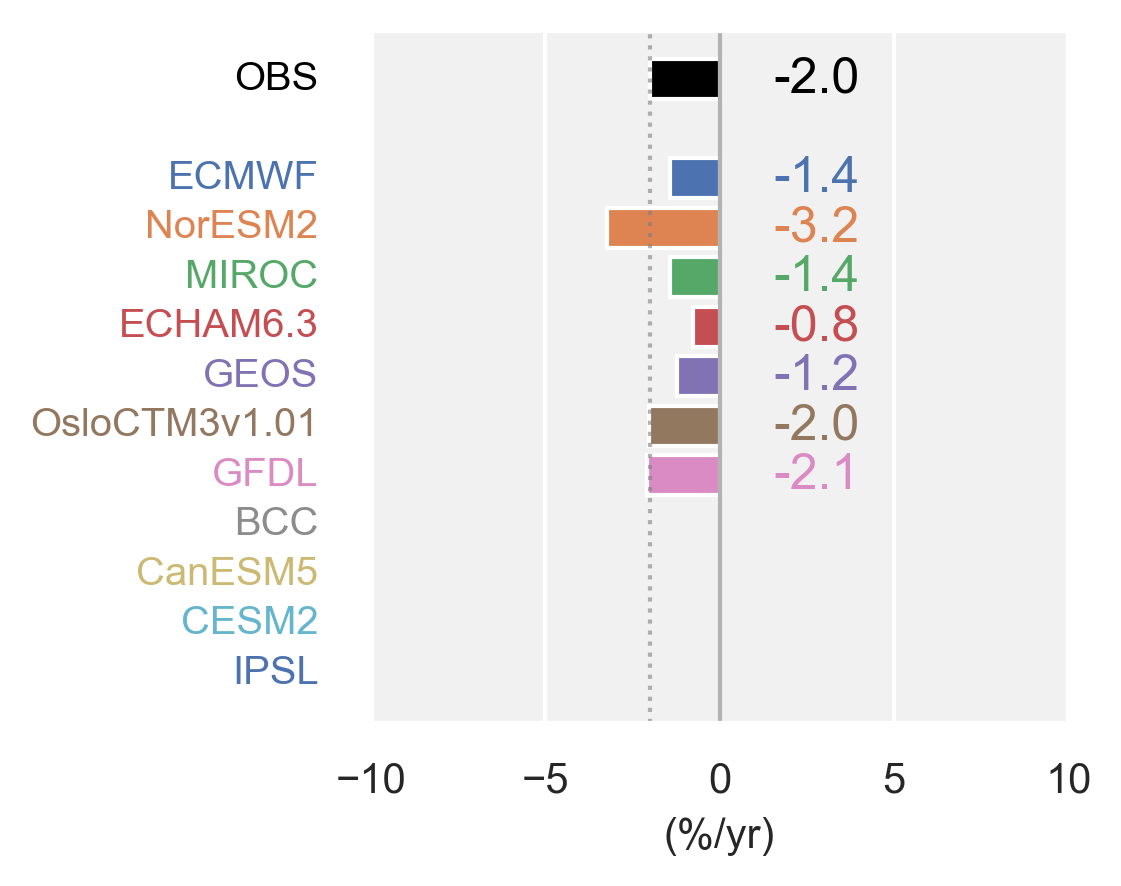 OBS -2.0
ECMWF -1.4
NorESM2 -3.2
MIROC -1.4
ECHAM6.3 -0.8
GEOS -1.2
OsloCTM3v1.01 -2.0
GFDL -2.1
BCC
CanESM5
CESM2
IPSL
−10 −5 0 5 10
(%/yr)